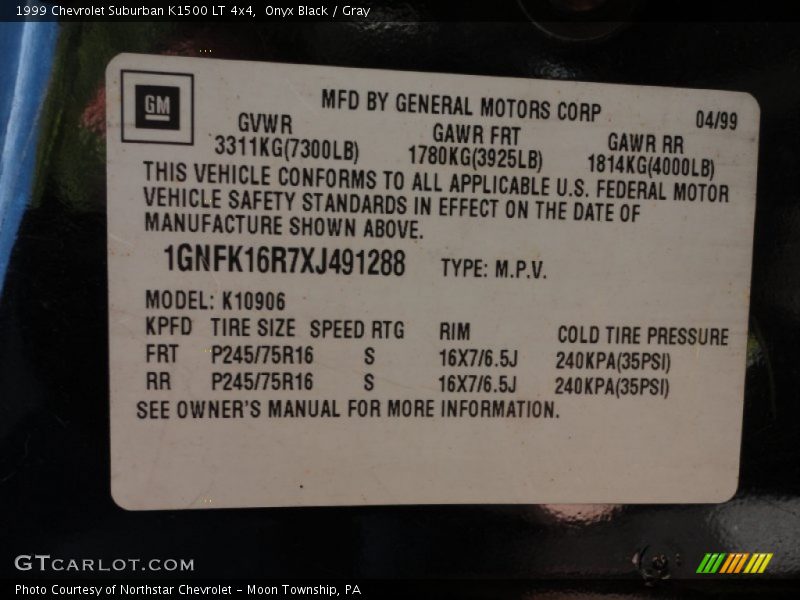 1999 Chevrolet Suburban K1500 LT 4x4, Onyx Black / Gray
GM
MFD BY GENERAL MOTORS CORP 04/99
GVWR GAWR FRT GAWR RR
3311KG(7300LB) 1780KG(3925LB) 1814KG(4000LB)
THIS VEHICLE CONFORMS TO ALL APPLICABLE U.S. FEDERAL MOTOR
VEHICLE SAFETY STANDARDS IN EFFECT ON THE DATE OF
MANUFACTURE SHOWN ABOVE.
1GNFK16R7XJ491288 TYPE: M.P.V.
MODEL: K10906
KPFD TIRE SIZE SPEED RTG RIM COLD TIRE PRESSURE
FRT P245/75R16 S 16X7/6.5J 240KPA(35PSI)
RR P245/75R16 S 16X7/6.5J 240KPA(35PSI)
SEE OWNER'S MANUAL FOR MORE INFORMATION.
GTCARLOT.COM
Photo Courtesy of Northstar Chevrolet - Moon Township, PA